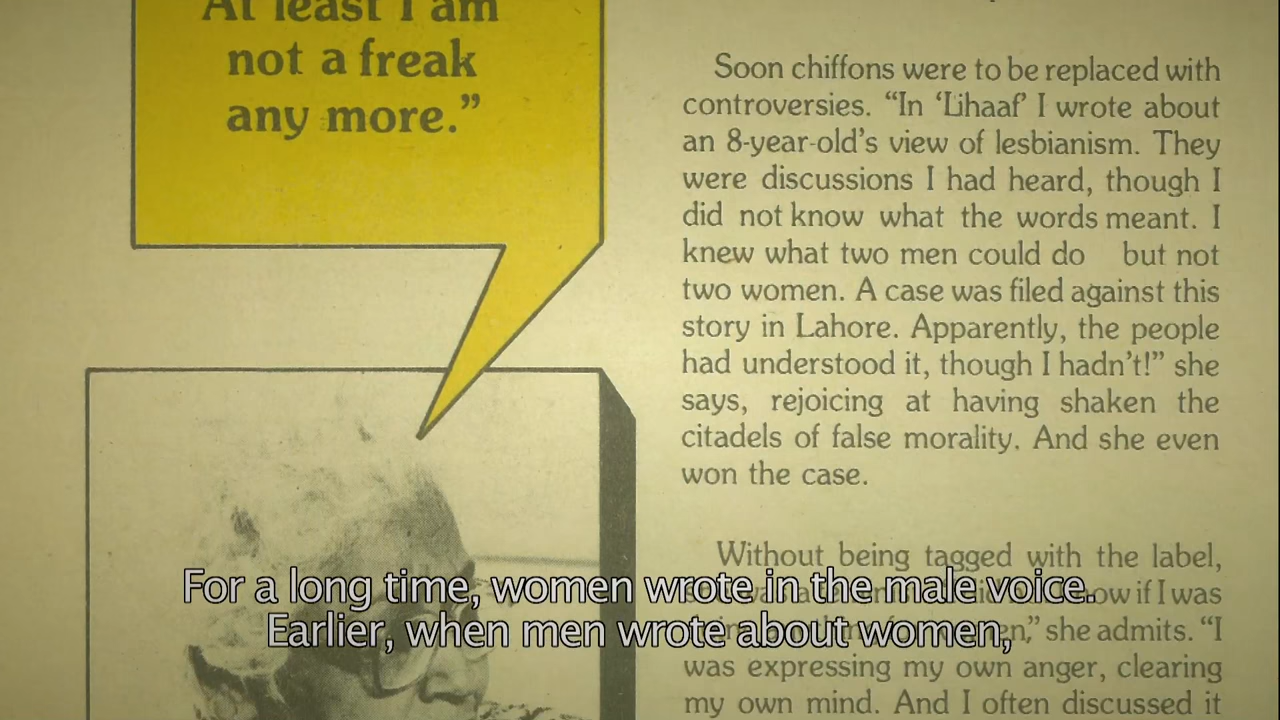 At least I am
not a freak
any more.”
Soon chiffons were to be replaced with
controversies. “In ‘Lihaaf’ I wrote about
an 8-year-old’s view of lesbianism. They
were discussions I had heard, though I
did not know what the words meant. I
knew what two men could do but not
two women. A case was filed against this
story in Lahore. Apparently, the people
had understood it, though I hadn’t!” she
says, rejoicing at having shaken the
citadels of false morality. And she even
won the case.
Without being tagged with the label,
if I was
she admits. “I
was expressing my own anger, clearing
my own mind. And I often discussed it
For a long time, women wrote in the male voice.
Earlier, when men wrote about women,